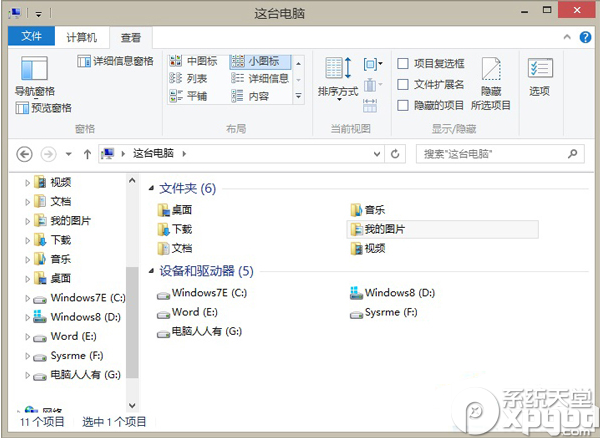 这台电脑
文件 计算机 查看
导航窗格
预览窗格
详细信息窗格
窗格
中图标 小图标
列表 详细信息
平铺 内容
布局
排序方式
当前视图
项目复选框
文件扩展名
隐藏的项目
隐藏
所选项目
显示/隐藏
选项
这台电脑
搜索"这台电脑"
视频
文档
我的图片
下载
音乐
桌面
Windows7E (C:)
Windows8 (D:)
Word (E:)
Sysrme (F:)
电脑人人有 (G:)
网络
文件夹 (6)
桌面 音乐
下载 我的图片
文档 视频
设备和驱动器 (5)
Windows7E (C:) Windows8 (D:)
Word (E:) Sysrme (F:)
电脑人人有 (G:)
11 个项目 选中 1 个项目
系统天堂